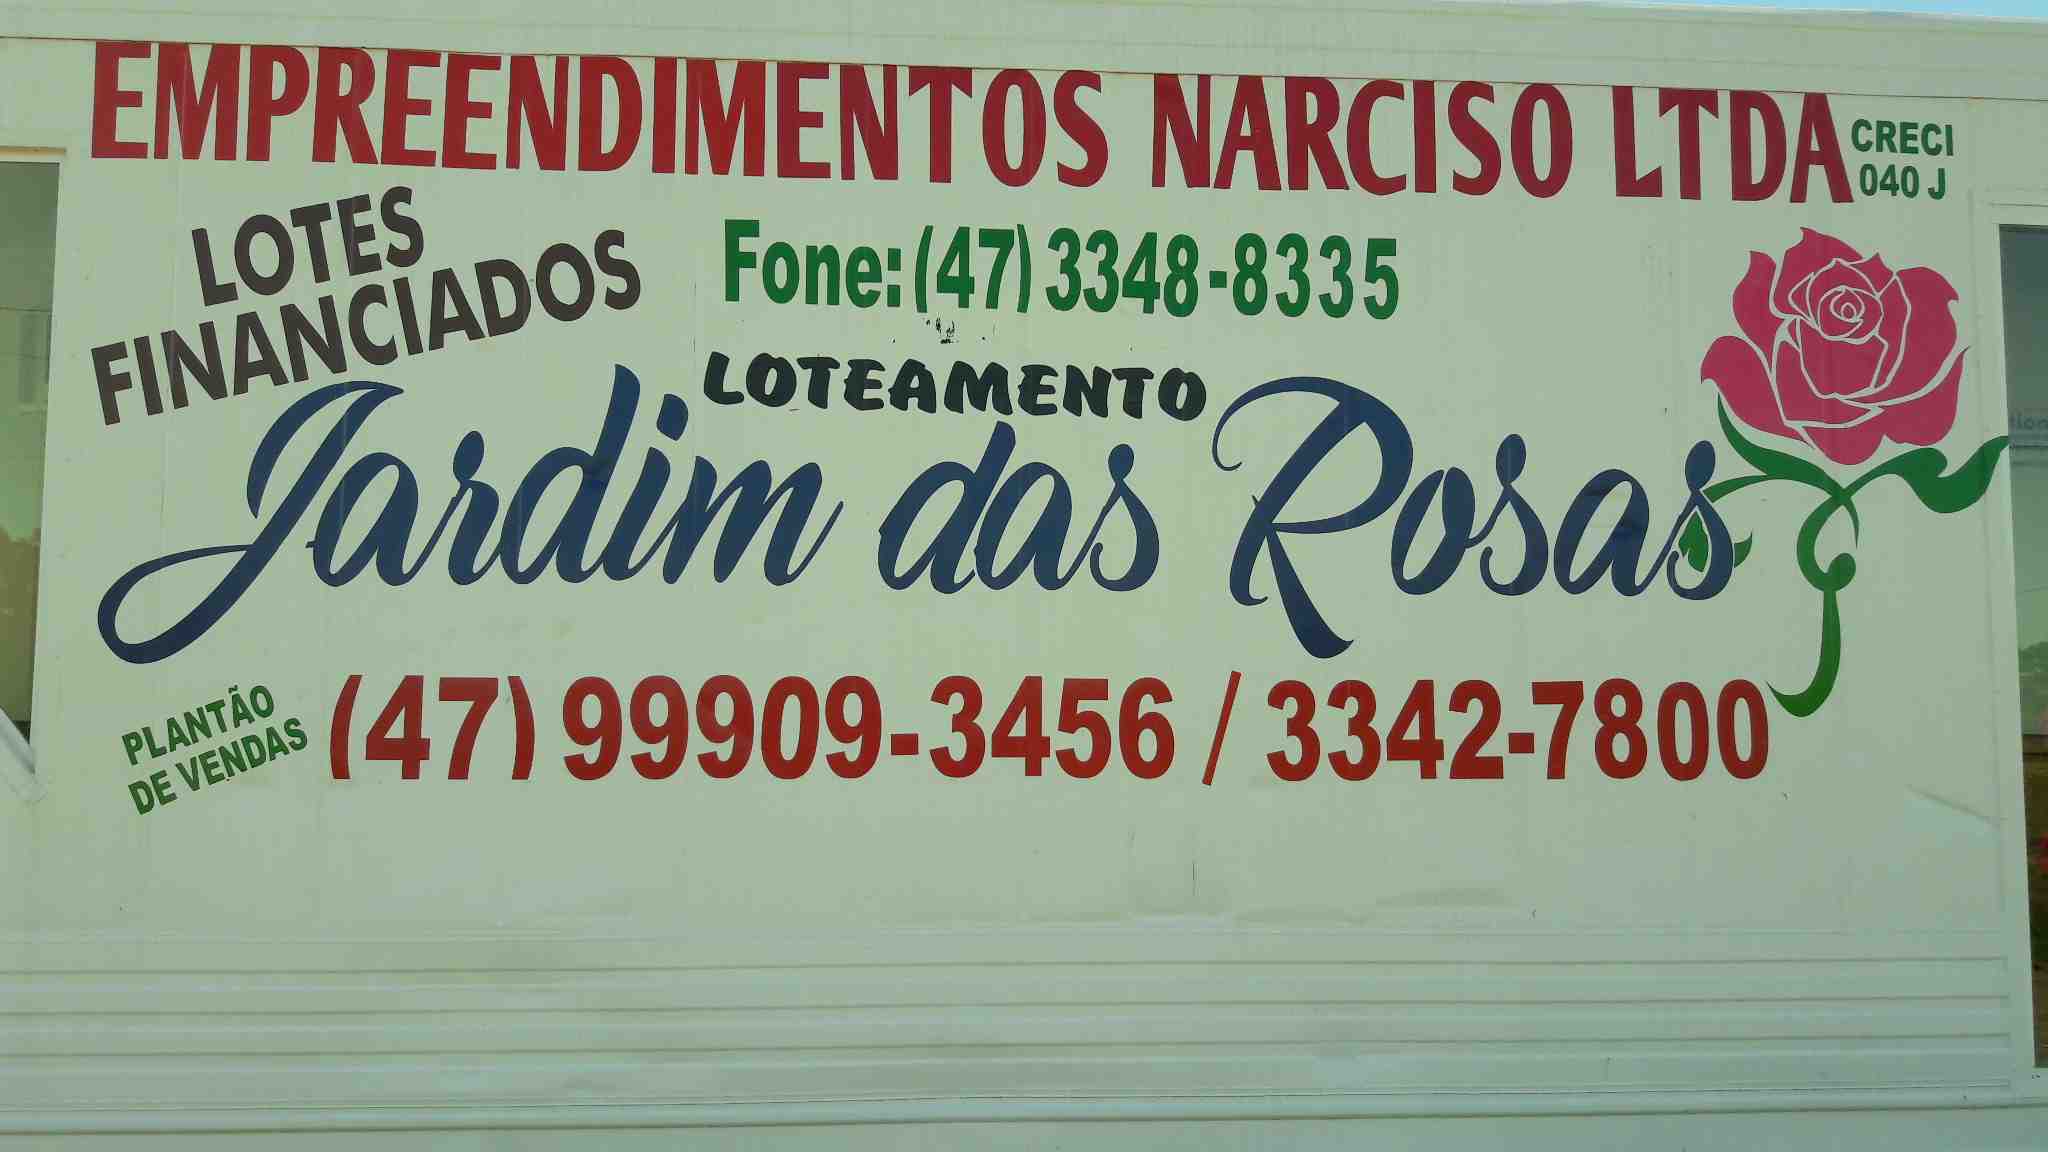 EMPREENDIMENTOS NARCISO LTDA
CRECI
040 J
LOTES
FINANCIADOS
Fone: (47) 3348-8335
LOTEAMENTO
Jardim das Rosas
PLANTÃO
DE VENDAS
(47) 99909-3456 / 3342-7800